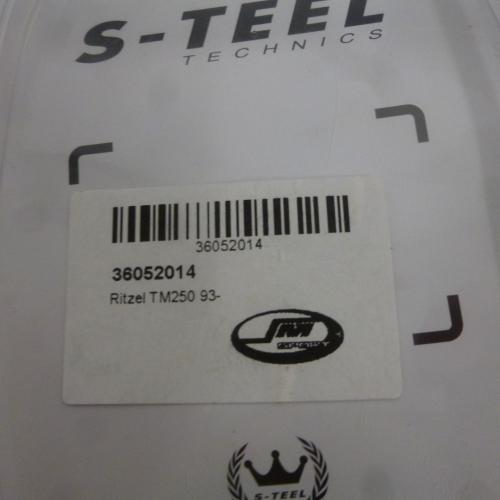 S-TEEL
TECHNICS
36052014
36052014
Ritzel TM250 93-
S-TEEL